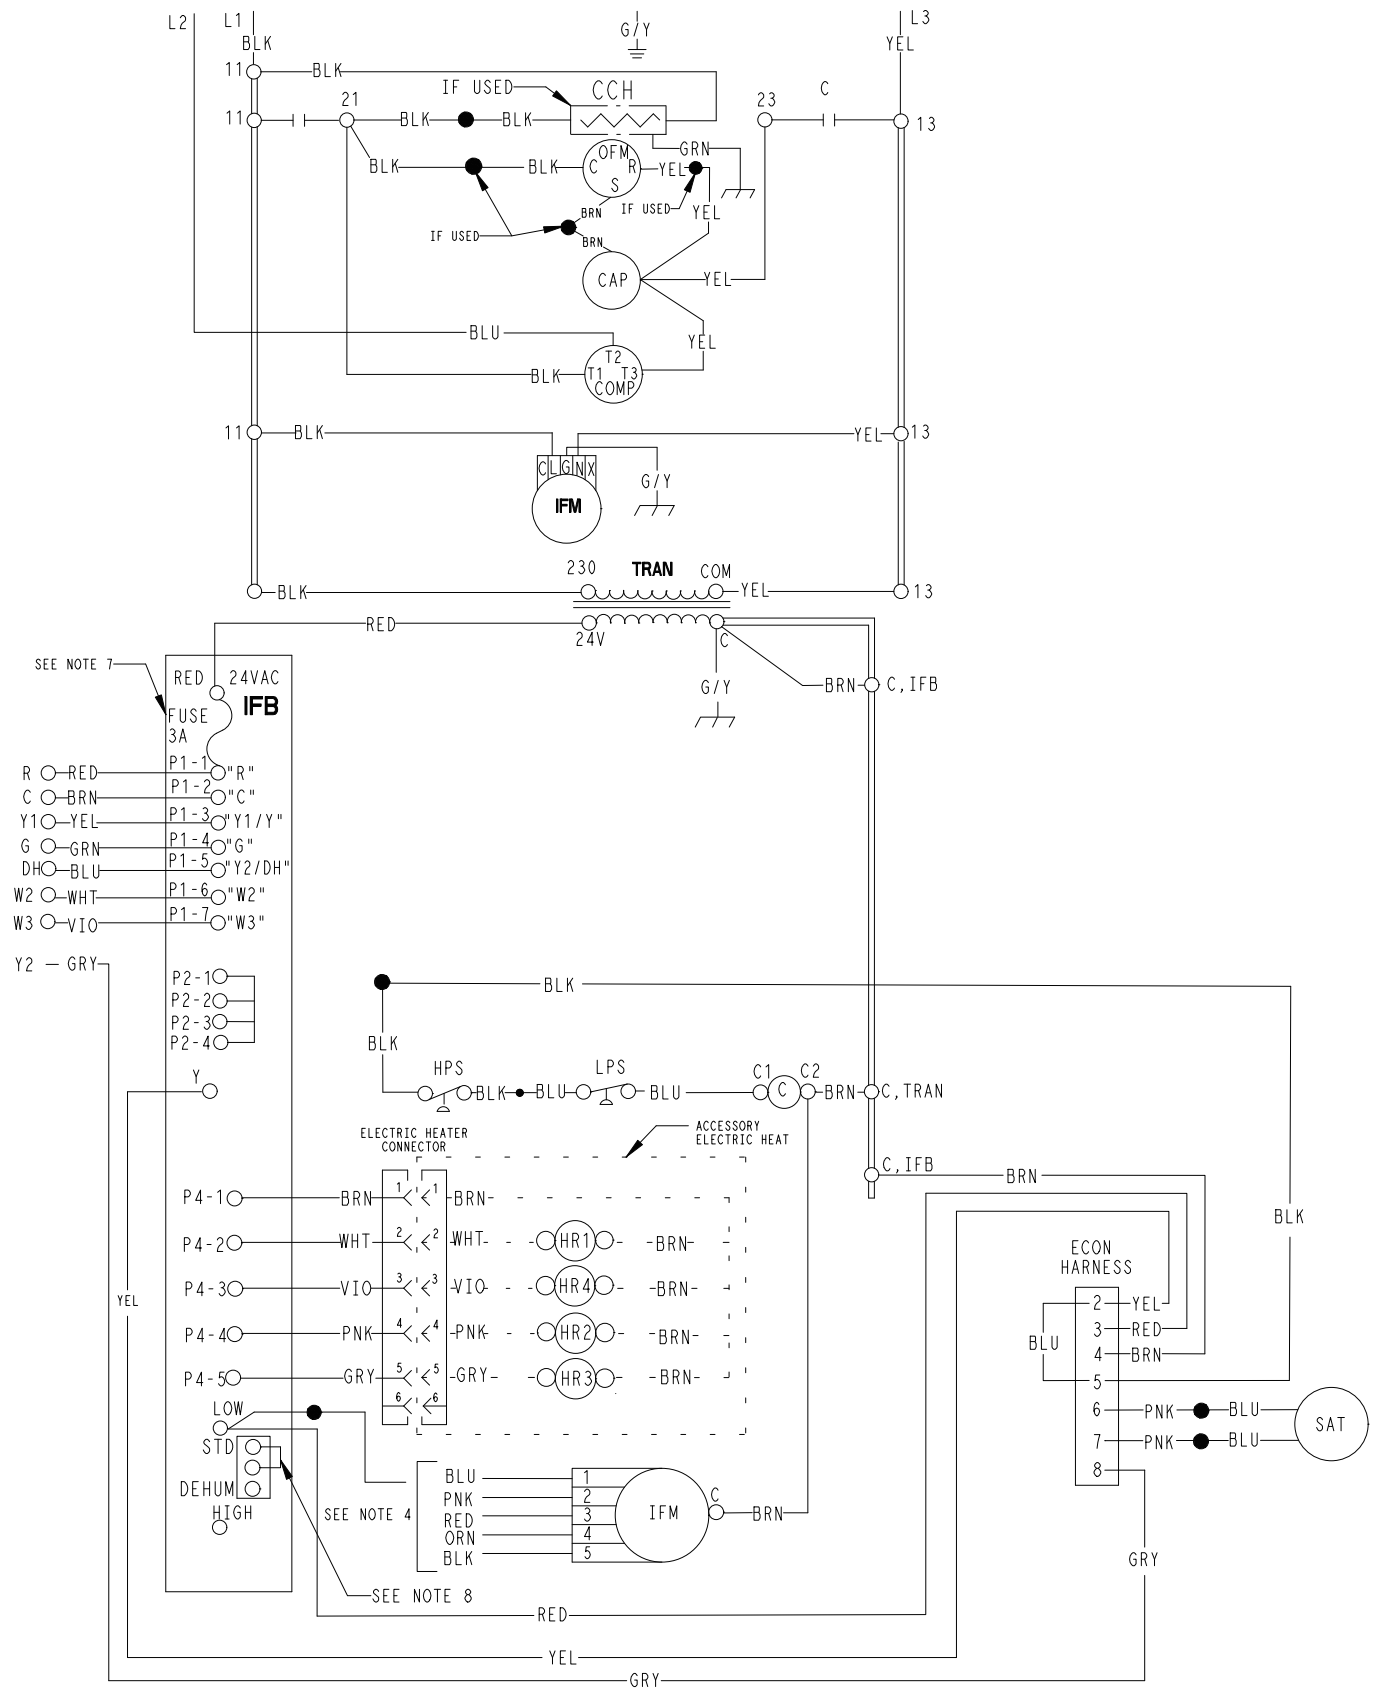 L2 L1 G/Y L3
BLK YEL
11 BLK
IF USED CCH C
11 21 BLK BLK 23 13
GRN
BLK BLK C OFM R YEL
S
BRN IF USED YEL
IF USED
BRN
CAP YEL
BLU YEL
T2
BLK T1 T3
COMP
11 BLK YEL 13
C L G N X
G/Y
IFM
230 TRAN COM
BLK YEL 13
RED 24V C
SEE NOTE 7
RED 24VAC G/Y BRN C,IFB
IFB
FUSE
3A
R RED P1-1 "R"
C BRN P1-2 "C"
Y1 YEL P1-3 "Y1/Y"
G GRN P1-4 "G"
DH BLU P1-5 "Y2/DH"
W2 WHT P1-6 "W2"
W3 VIO P1-7 "W3"
Y2 — GRY
P2-1 BLK
P2-2
P2-3
P2-4 BLK
Y HPS LPS C1 C2
BLK BLU BLU C BRN C,TRAN
ELECTRIC HEATER
CONNECTOR
ACCESSORY
ELECTRIC HEAT
C,IFB BRN
P4-1 BRN 1 1 BRN
BLK
P4-2 WHT 2 2 WHT HR1 BRN
ECON
HARNESS
P4-3 VIO 3 3 VIO HR4 BRN
YEL 2 YEL
P4-4 PNK 4 4 PNK HR2 BRN 3 RED
BLU 4 BRN
P4-5 GRY 5 5 GRY HR3 BRN 5
6 6
LOW 6 PNK BLU SAT
STD 7 PNK BLU
8
DEHUM BLU 1
HIGH PNK 2 C
SEE NOTE 4 RED 3 IFM BRN
ORN 4
BLK 5
GRY
SEE NOTE 8
RED
YEL
GRY